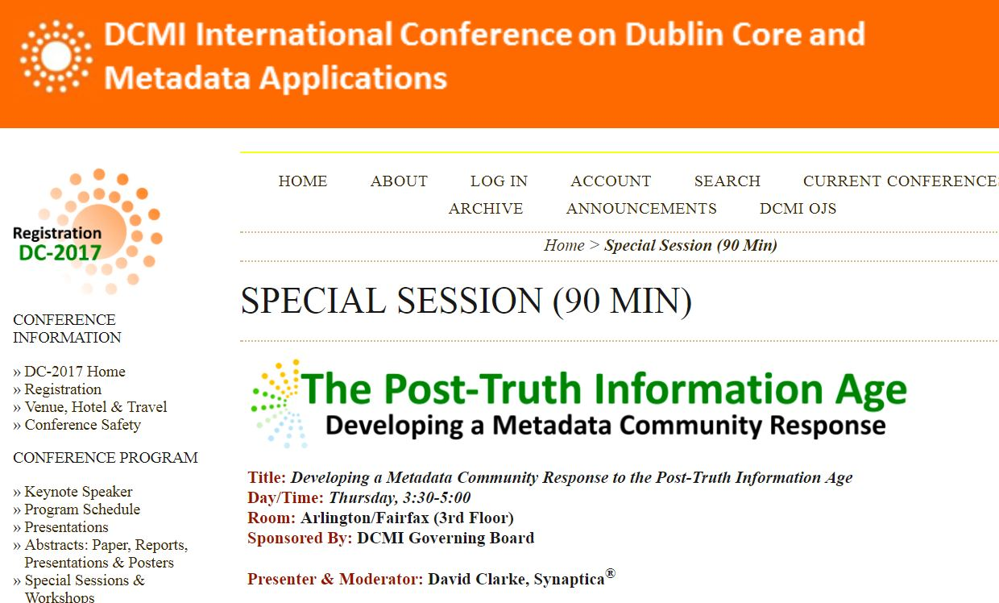 DCMI International Conference on Dublin Core and
Metadata Applications
Registration
DC-2017
CONFERENCE
INFORMATION
» DC-2017 Home
» Registration
» Venue, Hotel & Travel
» Conference Safety
CONFERENCE PROGRAM
» Keynote Speaker
» Program Schedule
» Presentations
» Abstracts: Paper, Reports,
Presentations & Posters
» Special Sessions &
Workshops
HOME ABOUT LOG IN ACCOUNT SEARCH CURRENT CONFERENCES
ARCHIVE ANNOUNCEMENTS DCMI OJS
Home > Special Session (90 Min)
SPECIAL SESSION (90 MIN)
The Post-Truth Information Age
Developing a Metadata Community Response
Title: Developing a Metadata Community Response to the Post-Truth Information Age
Day/Time: Thursday, 3:30-5:00
Room: Arlington/Fairfax (3rd Floor)
Sponsored By: DCMI Governing Board
Presenter & Moderator: David Clarke, Synaptica®